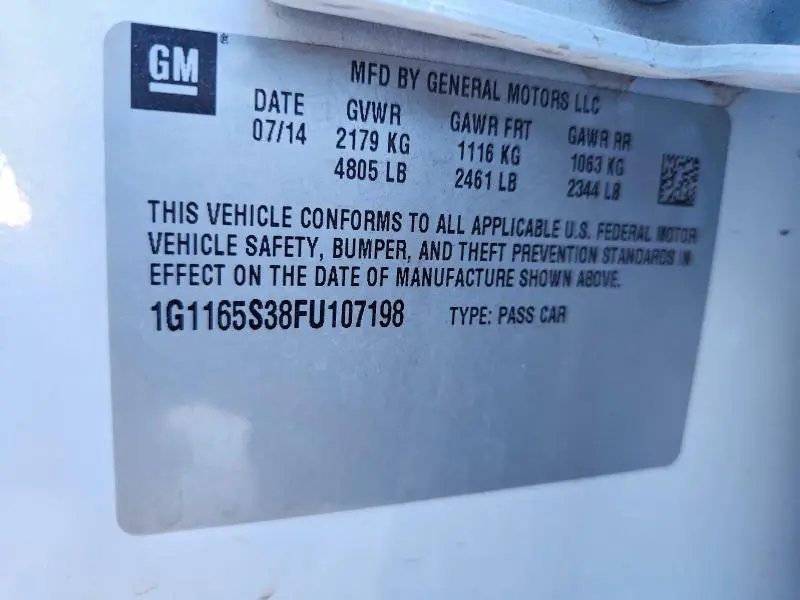 GM
MFD BY GENERAL MOTORS LLC
DATE GVWR GAWR FRT GAWR RR
07/14 2179 KG 1116 KG 1063 KG
4805 LB 2461 LB 2344 LB
THIS VEHICLE CONFORMS TO ALL APPLICABLE U.S. FEDERAL MOTOR
VEHICLE SAFETY, BUMPER, AND THEFT PREVENTION STANDARDS IN
EFFECT ON THE DATE OF MANUFACTURE SHOWN ABOVE.
1G1165S38FU107198 TYPE: PASS CAR